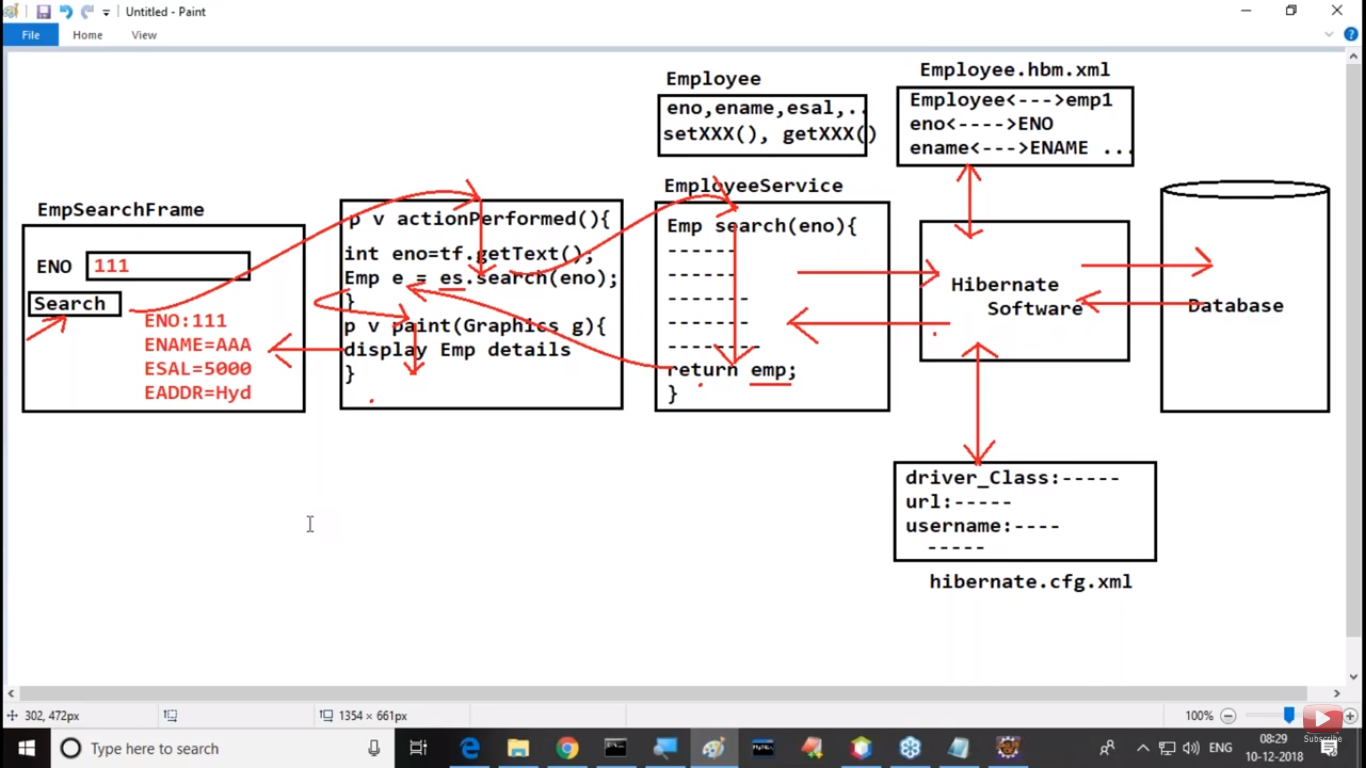 Untitled - Paint
File Home View
Employee
eno,ename,esal,..
setXXX(), getXXX()
Employee.hbm.xml
Employee<--->emp1
eno<---->ENO
ename<--->ENAME ...
EmpSearchFrame
ENO 111
Search
ENO:111
ENAME=AAA
ESAL=5000
EADDR=Hyd
p v actionPerformed(){
int eno=tf.getText();
Emp e = es.search(eno);
}
p v paint(Graphics g){
display Emp details
}
EmployeeService
Emp search(eno){
------
------
-------
-------
--------
return emp;
}
Hibernate
Software
Database
driver_Class:-----
url:-----
username:----
-----
hibernate.cfg.xml
302, 472px
1354 × 661px
100%
Subscribe
Type here to search
ENG
08:29
10-12-2018